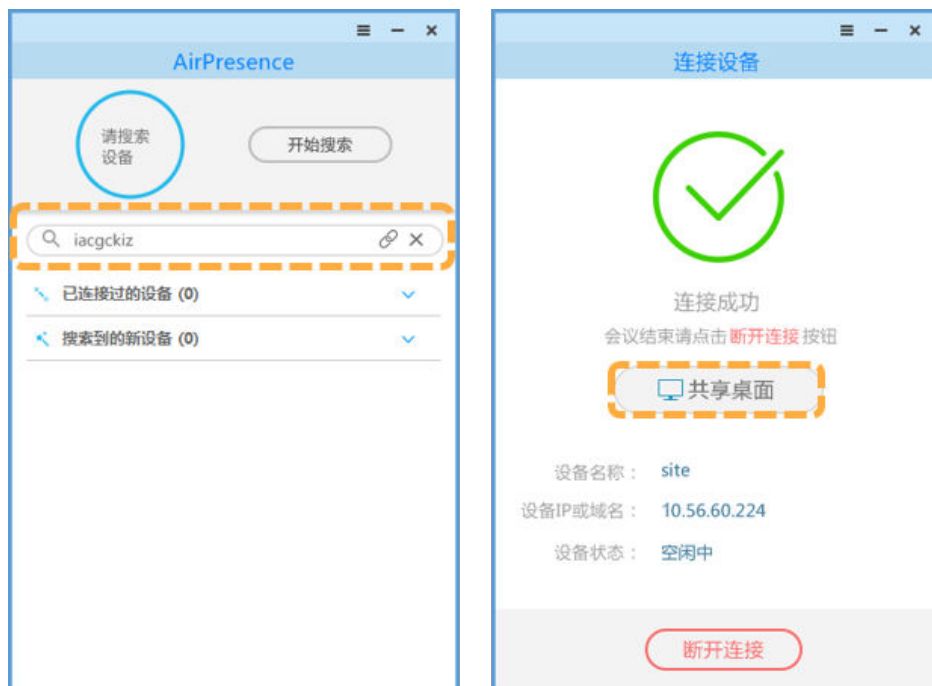 AirPresence
请搜索
设备
开始搜索
iacgckiz
已连接过的设备 (0)
搜索到的新设备 (0)
连接设备
连接成功
会议结束请点击 断开连接 按钮
共享桌面
设备名称： site
设备IP或域名： 10.56.60.224
设备状态： 空闲中
断开连接